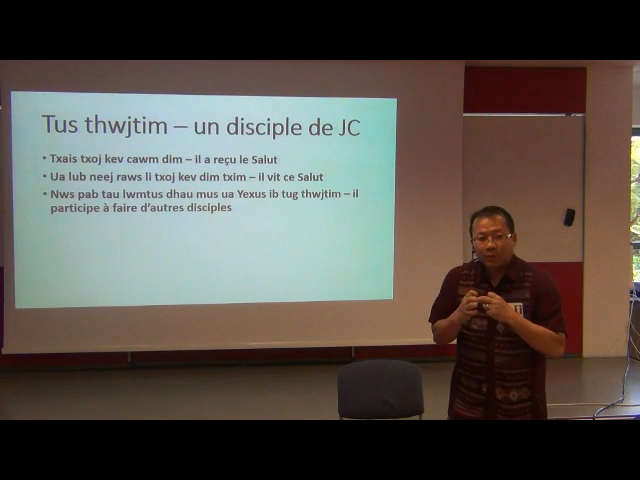 Tus thwjtim – un disciple de JC
• Txais txoj kev cawm dim – il a reçu le Salut
• Ua lub neej raws li txoj kev dim txim – il vit ce Salut
• Nws pab tau lwmtus dhau mus ua Yexus ib tug thwjtim – il
participe à faire d'autres disciples